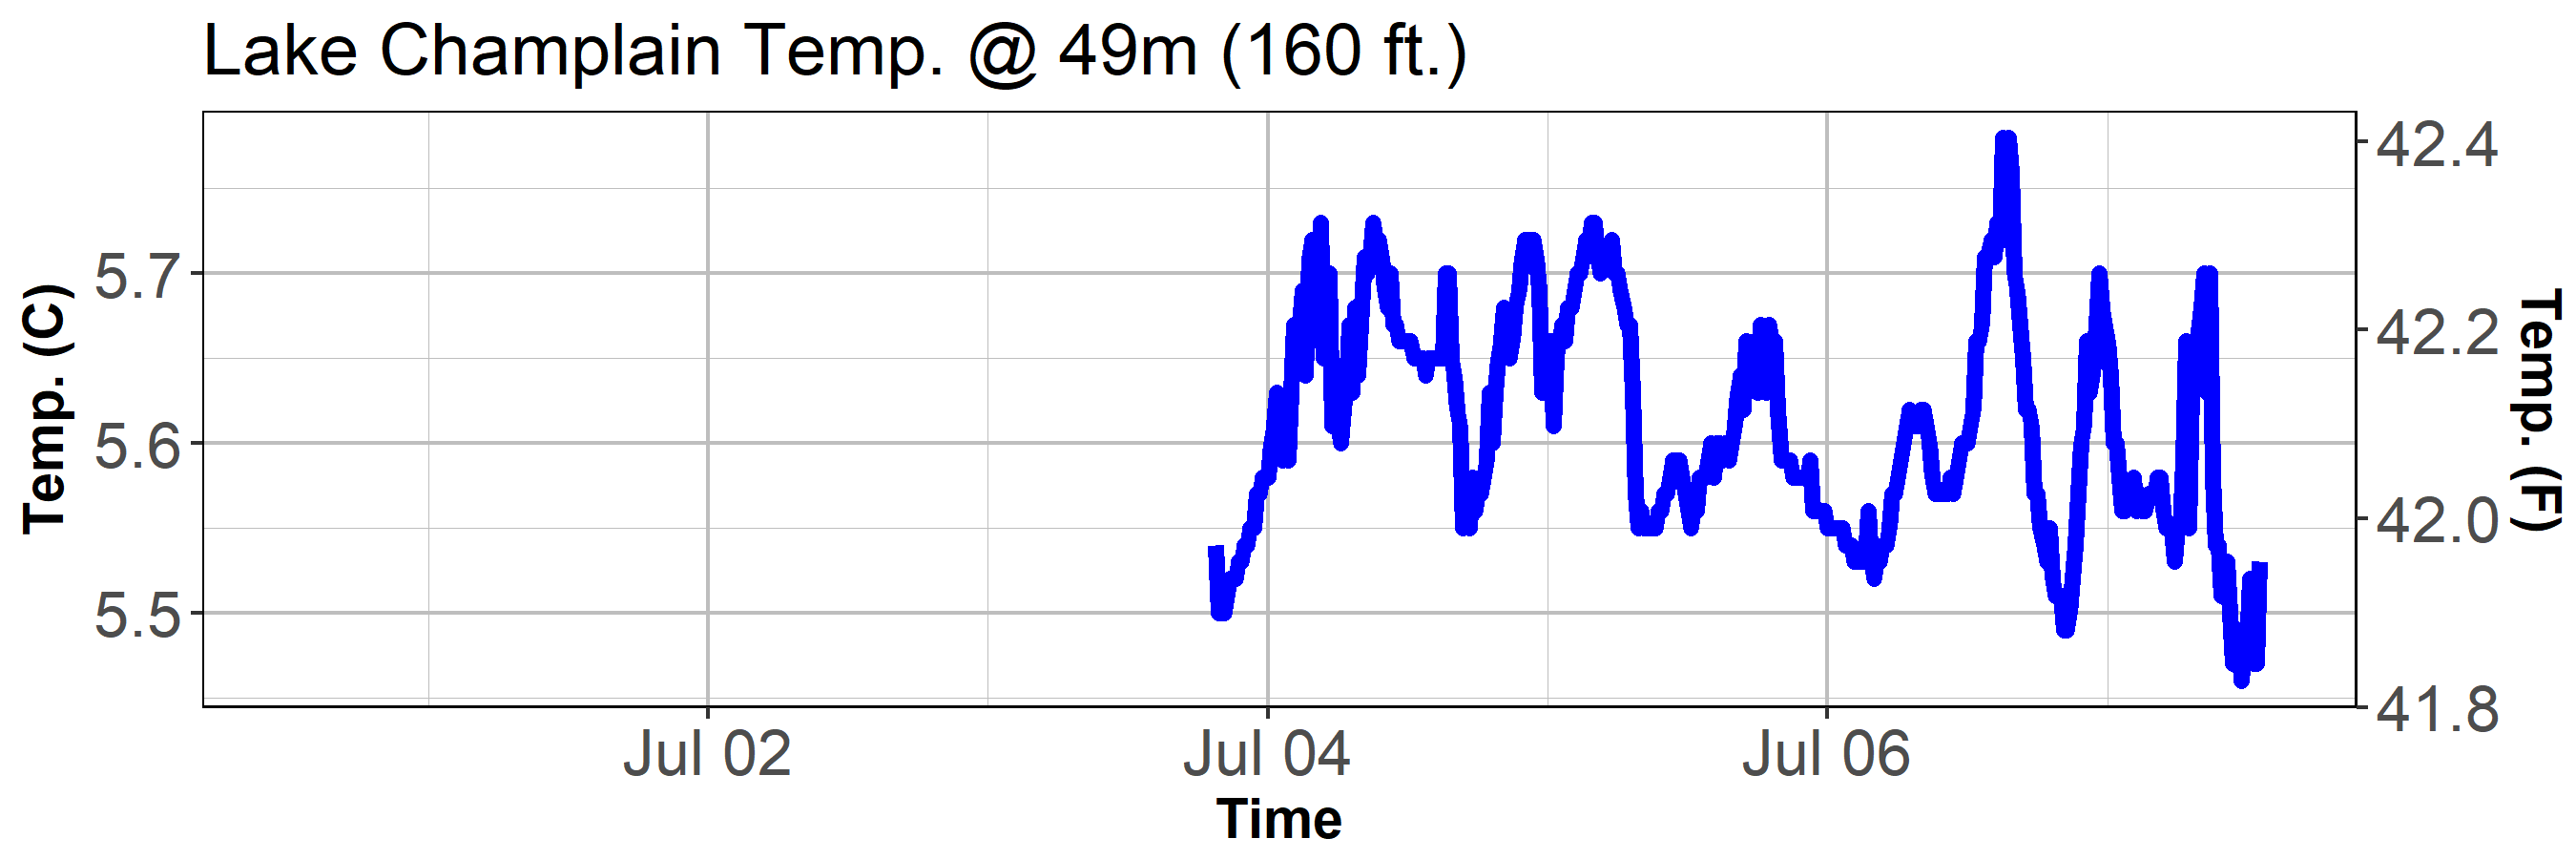 Lake Champlain Temp. @ 49m (160 ft.)
Temp. (C)
5.7
5.6
5.5
42.4
42.2
42.0
41.8
Temp. (F)
Jul 02
Jul 04
Jul 06
Time